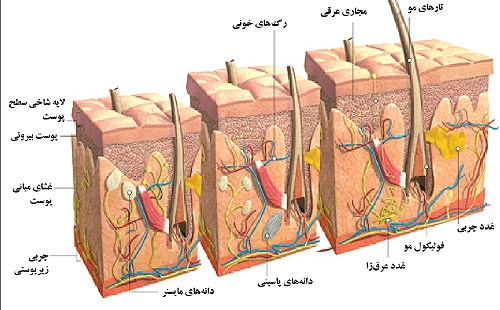 تارهای مو
مجاری عرقی
رگ‌های خونی
لایه شاخی سطح
پوست
پوست بیرونی
غشای میانی
پوست
چربی
زیرپوستی
دانه‌های مایسنر
دانه‌های پاسینی
غدد عرق‌زا
فولیکول مو
غدد چربی